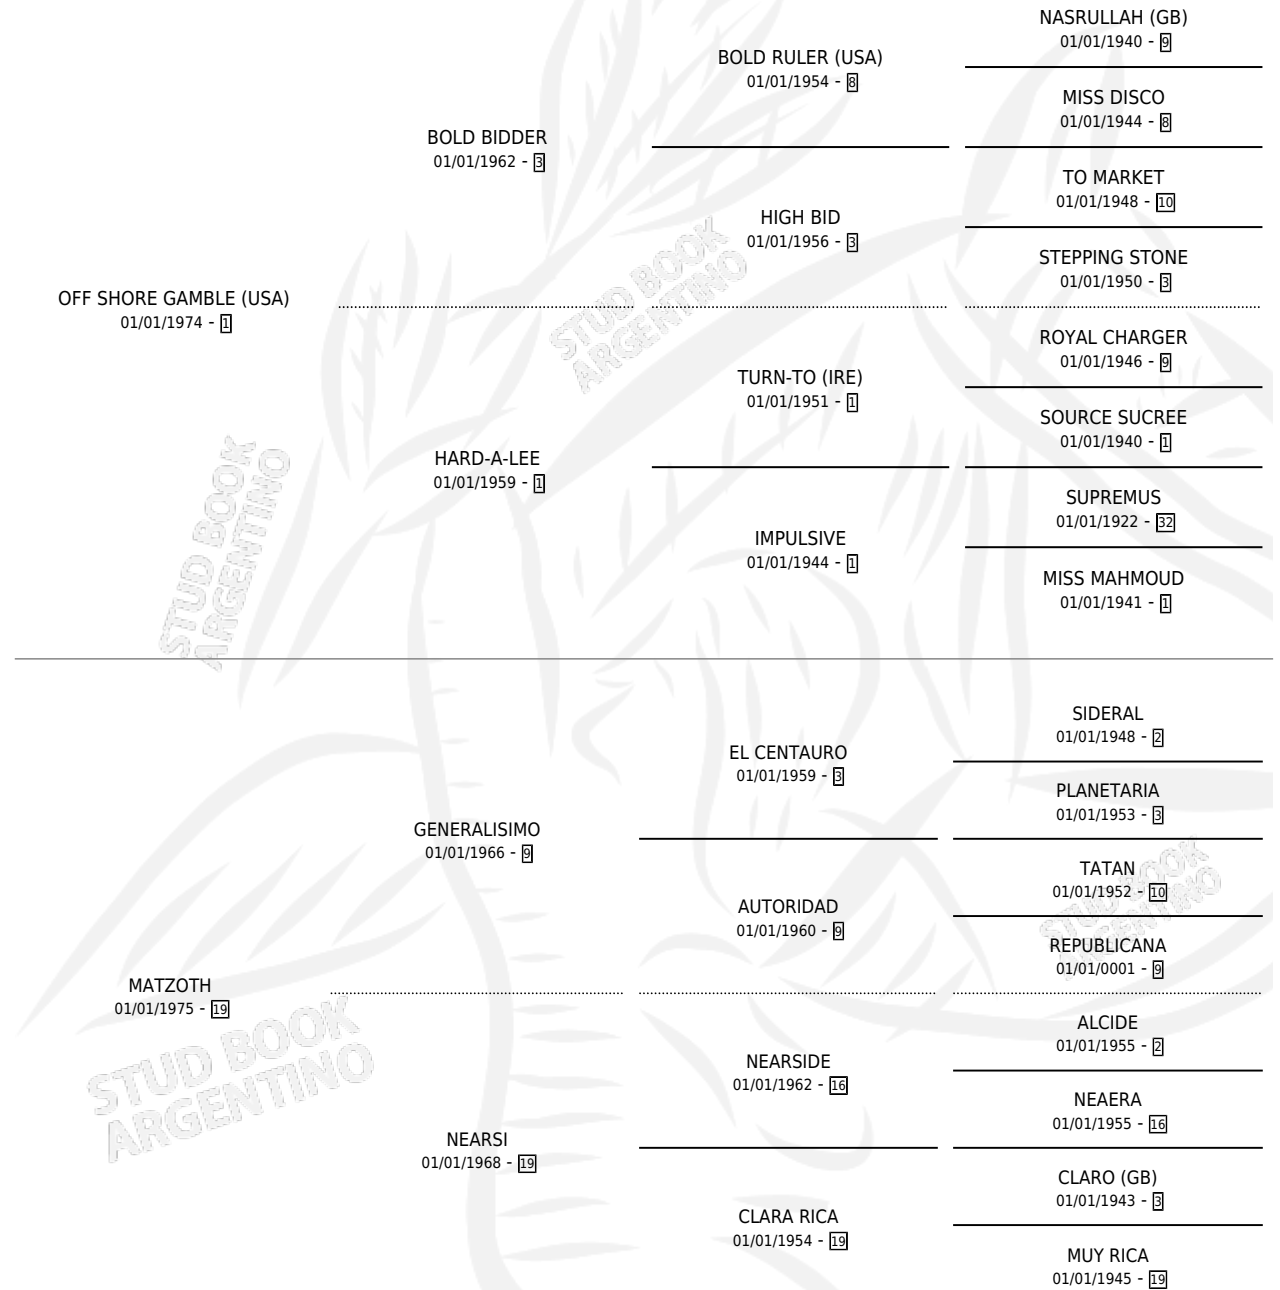 NASRULLAH (GB)
01/01/1940 - 9
BOLD RULER (USA)
01/01/1954 - 8
MISS DISCO
01/01/1944 - 8
BOLD BIDDER
01/01/1962 - 3
TO MARKET
01/01/1948 - 10
HIGH BID
01/01/1956 - 3
STEPPING STONE
01/01/1950 - 3
OFF SHORE GAMBLE (USA)
01/01/1974 - 1
STUD BOOK
ARGENTINO
ROYAL CHARGER
01/01/1946 - 9
TURN-TO (IRE)
01/01/1951 - 1
SOURCE SUCREE
01/01/1940 - 1
HARD-A-LEE
01/01/1959 - 1
SUPREMUS
01/01/1922 - 32
IMPULSIVE
01/01/1944 - 1
MISS MAHMOUD
01/01/1941 - 1
STUD BOOK
ARGENTINO
SIDERAL
01/01/1948 - 2
EL CENTAURO
01/01/1959 - 3
PLANETARIA
01/01/1953 - 3
GENERALISIMO
01/01/1966 - 9
TATAN
01/01/1952 - 10
AUTORIDAD
01/01/1960 - 9
STUD BOOK
ARGENTINO
REPUBLICANA
01/01/0001 - 9
MATZOTH
01/01/1975 - 19
ALCIDE
01/01/1955 - 2
NEARSIDE
01/01/1962 - 16
STUD BOOK
ARGENTINO
NEAERA
01/01/1955 - 16
NEARSI
01/01/1968 - 19
CLARO (GB)
01/01/1943 - 3
CLARA RICA
01/01/1954 - 19
MUY RICA
01/01/1945 - 19